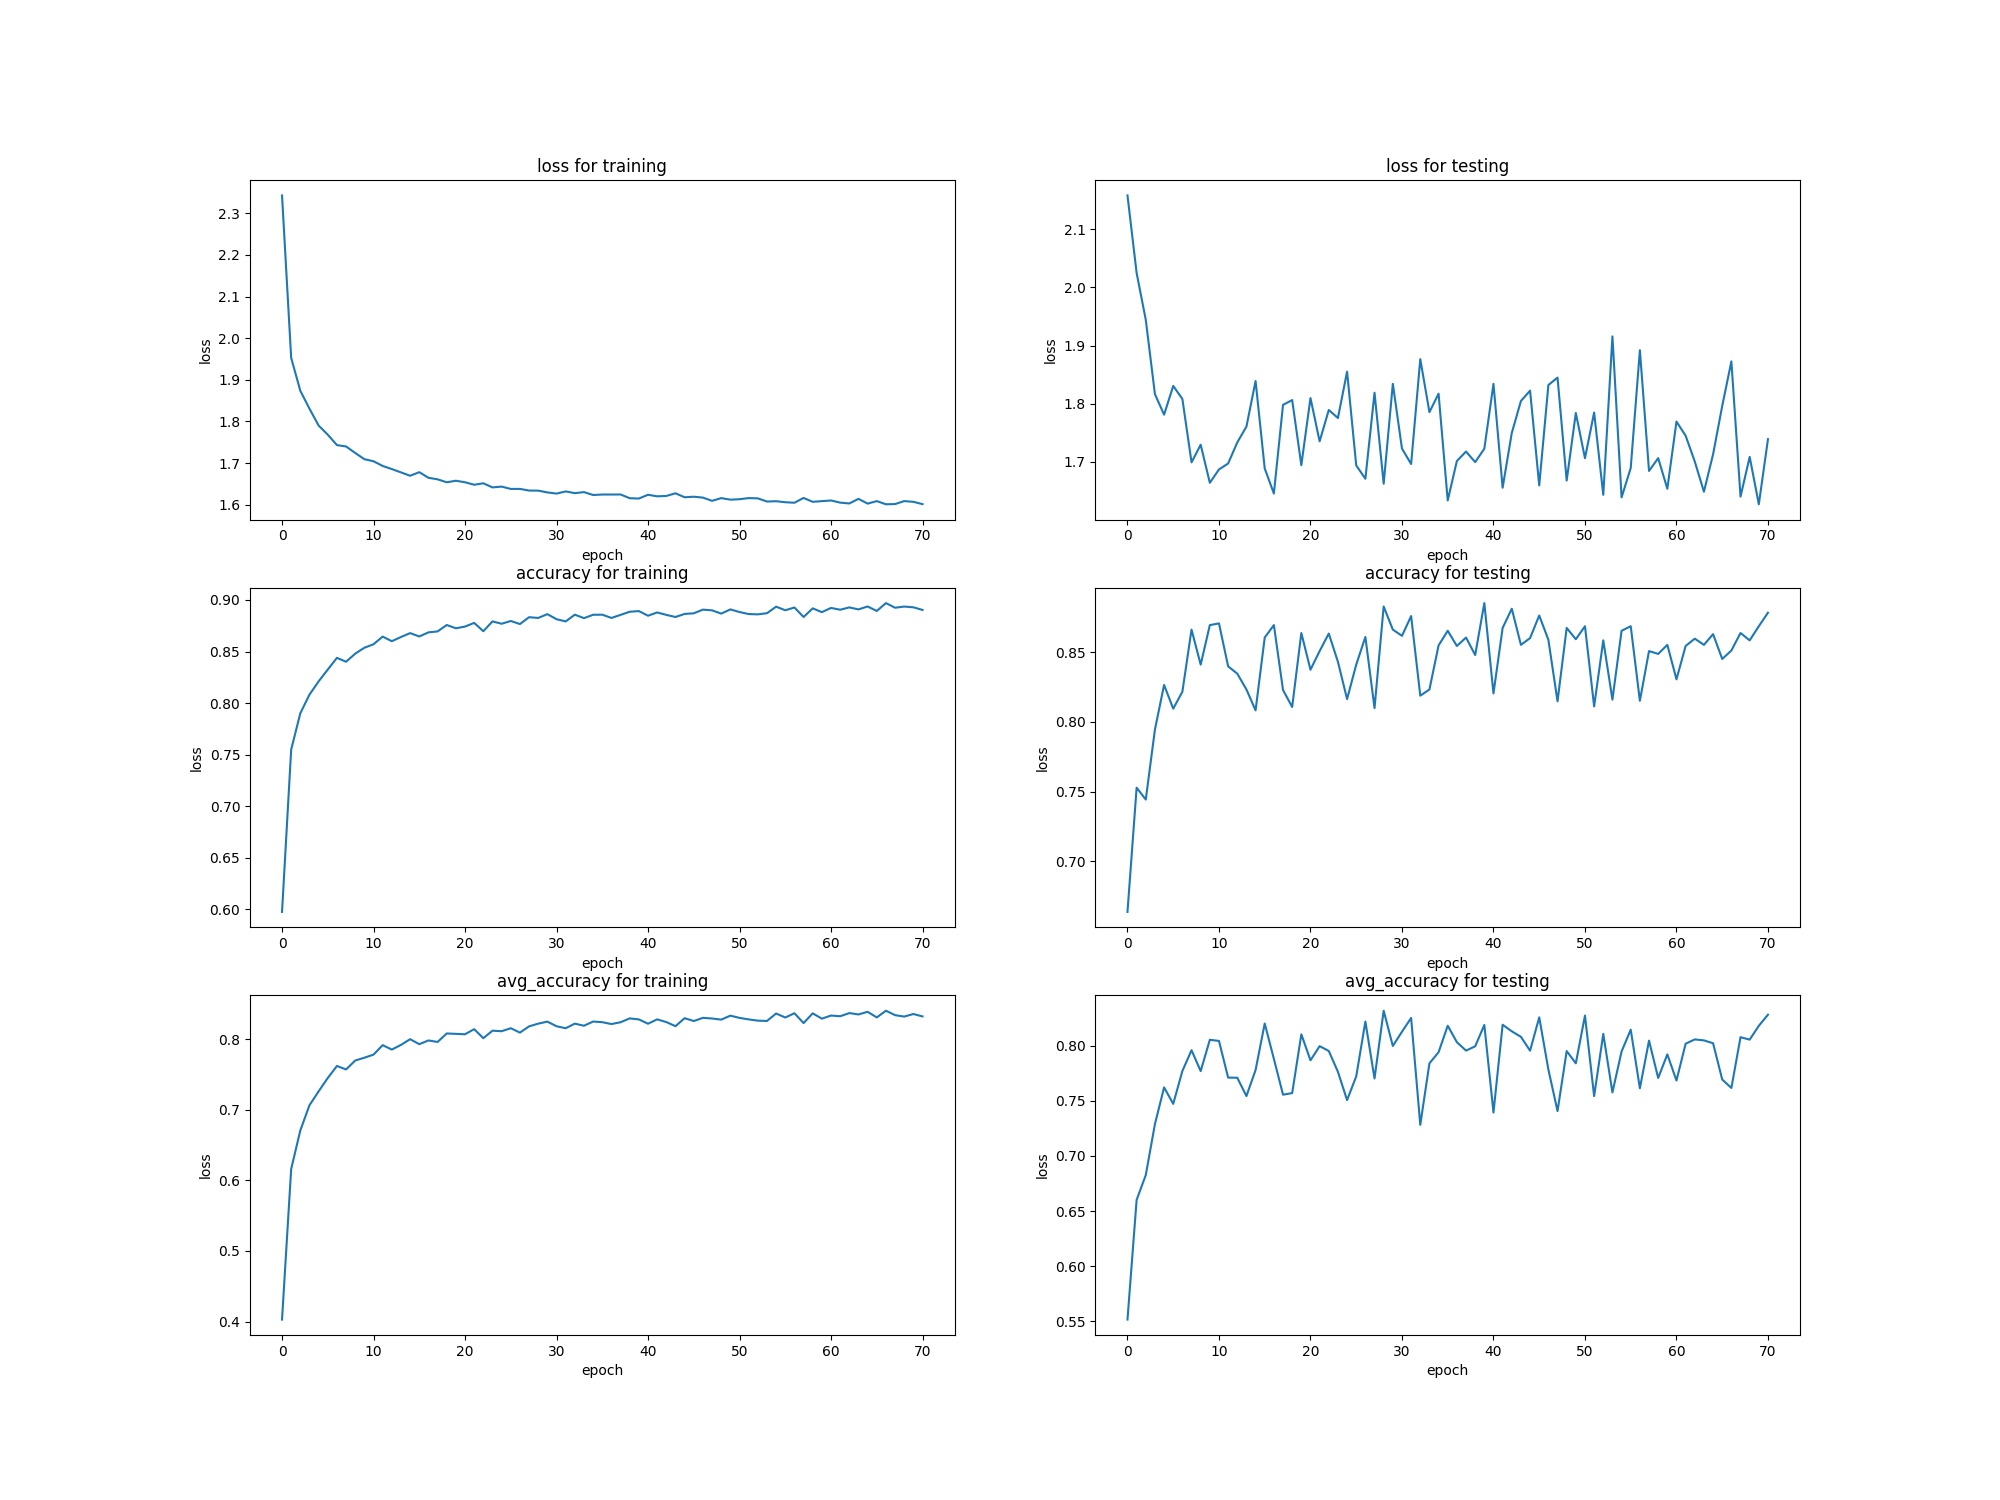 loss for training
loss
2.3
2.2
2.1
2.0
1.9
1.8
1.7
1.6
0 10 20 30 40 50 60 70
epoch
loss for testing
loss
2.1
2.0
1.9
1.8
1.7
0 10 20 30 40 50 60 70
epoch
accuracy for training
loss
0.90
0.85
0.80
0.75
0.70
0.65
0.60
0 10 20 30 40 50 60 70
epoch
accuracy for testing
loss
0.85
0.80
0.75
0.70
0 10 20 30 40 50 60 70
epoch
avg_accuracy for training
loss
0.8
0.7
0.6
0.5
0.4
0 10 20 30 40 50 60 70
epoch
avg_accuracy for testing
loss
0.80
0.75
0.70
0.65
0.60
0.55
0 10 20 30 40 50 60 70
epoch